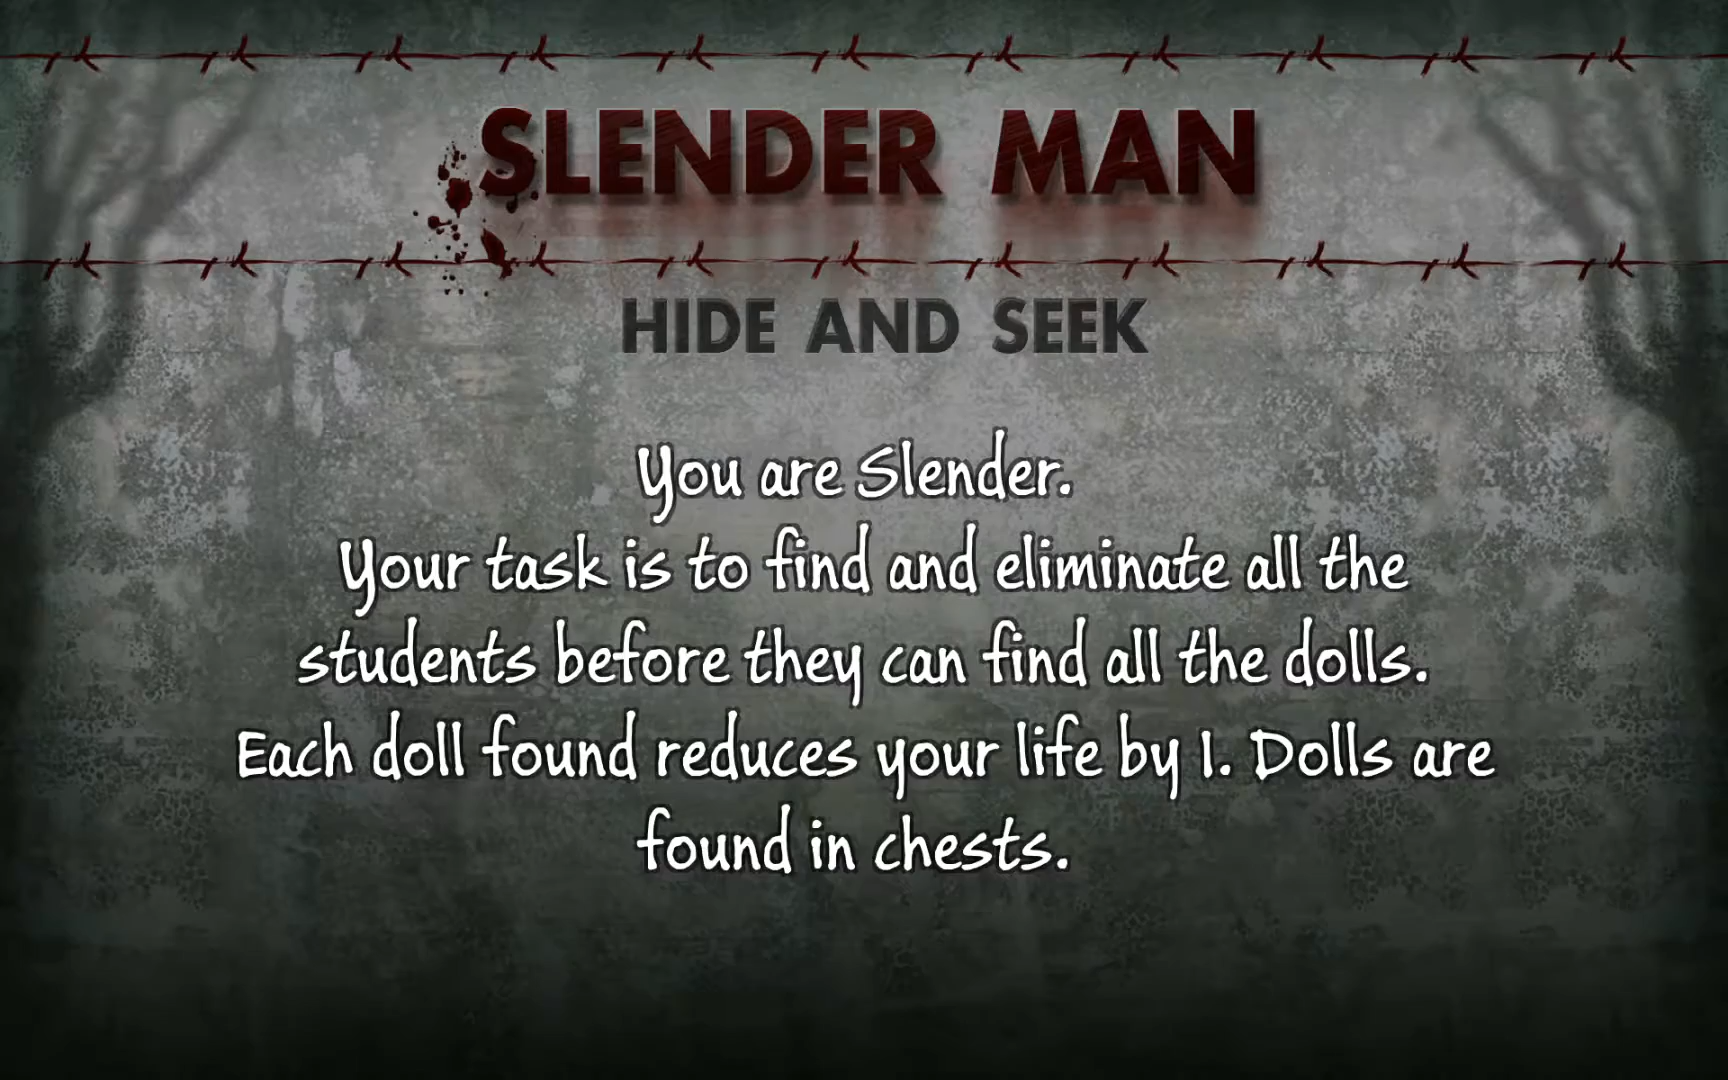 SLENDER MAN
HIDE AND SEEK
You are Slender.
Your task is to find and eliminate all the
students before they can find all the dolls.
Each doll found reduces your life by 1. Dolls are
found in chests.